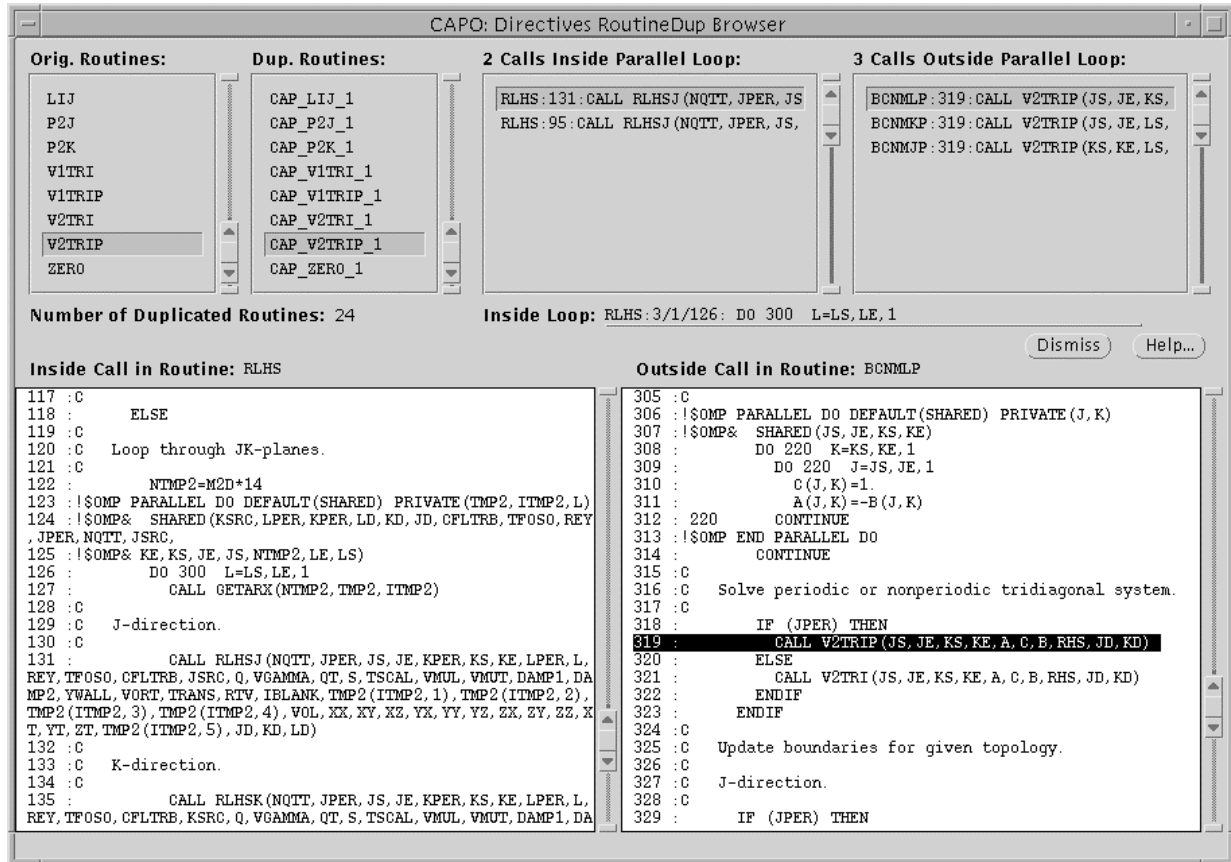 CAPO: Directives RoutineDup Browser
Orig. Routines:
LIJ
P2J
P2K
V1TRI
V1TRIP
V2TRI
V2TRIP
ZERO
Dup. Routines:
CAP_LIJ_1
CAP_P2J_1
CAP_P2K_1
CAP_V1TRI_1
CAP_V1TRIP_1
CAP_V2TRI_1
CAP_V2TRIP_1
CAP_ZERO_1
2 Calls Inside Parallel Loop:
RLHS:131:CALL RLHSJ(NQTT,JPER,JS
RLHS:95:CALL RLHSJ(NQTT,JPER,JS,
3 Calls Outside Parallel Loop:
BCNMLP:319:CALL V2TRIP(JS,JE,KS,
BCNMKP:319:CALL V2TRIP(JS,JE,LS,
BCNMJP:319:CALL V2TRIP(KS,KE,LS,
Number of Duplicated Routines: 24
Inside Loop: RLHS:3/1/126: DO 300 L=LS,LE,1
Dismiss
Help...
Inside Call in Routine: RLHS
117 :C
118 : ELSE
119 :C
120 :C Loop through JK-planes.
121 :C
122 : NTMP2=M2D*14
123 :!$OMP PARALLEL DO DEFAULT(SHARED) PRIVATE(TMP2,ITMP2,L)
124 :!$OMP& SHARED(KSRC,LPER,KPER,LD,KD,JD,CFLTRB,TFOSO,REY
,JPER,NQTT,JSRC,
125 :!$OMP& KE,KS,JE,JS,NTMP2,LE,LS)
126 : DO 300 L=LS,LE,1
127 : CALL GETARX(NTMP2,TMP2,ITMP2)
128 :C
129 :C J-direction.
130 :C
131 : CALL RLHSJ(NQTT,JPER,JS,JE,KPER,KS,KE,LPER,L,
REY,TFOSO,CFLTRB,JSRC,Q,VGAMMA,QT,S,TSCAL,VMUL,VMUT,DAMP1,DA
MP2,YWALL,VORT,TRANS,RTV,IBLANK,TMP2(ITMP2,1),TMP2(ITMP2,2),
TMP2(ITMP2,3),TMP2(ITMP2,4),VOL,XX,XY,XZ,YX,YY,YZ,ZX,ZY,ZZ,X
T,YT,ZT,TMP2(ITMP2,5),JD,KD,LD)
132 :C
133 :C K-direction.
134 :C
135 : CALL RLHSK(NQTT,JPER,JS,JE,KPER,KS,KE,LPER,L,
REY,TFOSO,CFLTRB,KSRC,Q,VGAMMA,QT,S,TSCAL,VMUL,VMUT,DAMP1,DA
Outside Call in Routine: BCNMLP
305 :C
306 :!$OMP PARALLEL DO DEFAULT(SHARED) PRIVATE(J,K)
307 :!$OMP& SHARED(JS,JE,KS,KE)
308 : DO 220 K=KS,KE,1
309 : DO 220 J=JS,JE,1
310 : C(J,K)=1.
311 : A(J,K)=-B(J,K)
312 : 220 CONTINUE
313 :!$OMP END PARALLEL DO
314 : CONTINUE
315 :C
316 :C Solve periodic or nonperiodic tridiagonal system.
317 :C
318 : IF (JPER) THEN
319 : CALL V2TRIP(JS,JE,KS,KE,A,C,B,RHS,JD,KD)
320 : ELSE
321 : CALL V2TRI(JS,JE,KS,KE,A,C,B,RHS,JD,KD)
322 : ENDIF
323 : ENDIF
324 :C
325 :C Update boundaries for given topology.
326 :C
327 :C J-direction.
328 :C
329 : IF (JPER) THEN